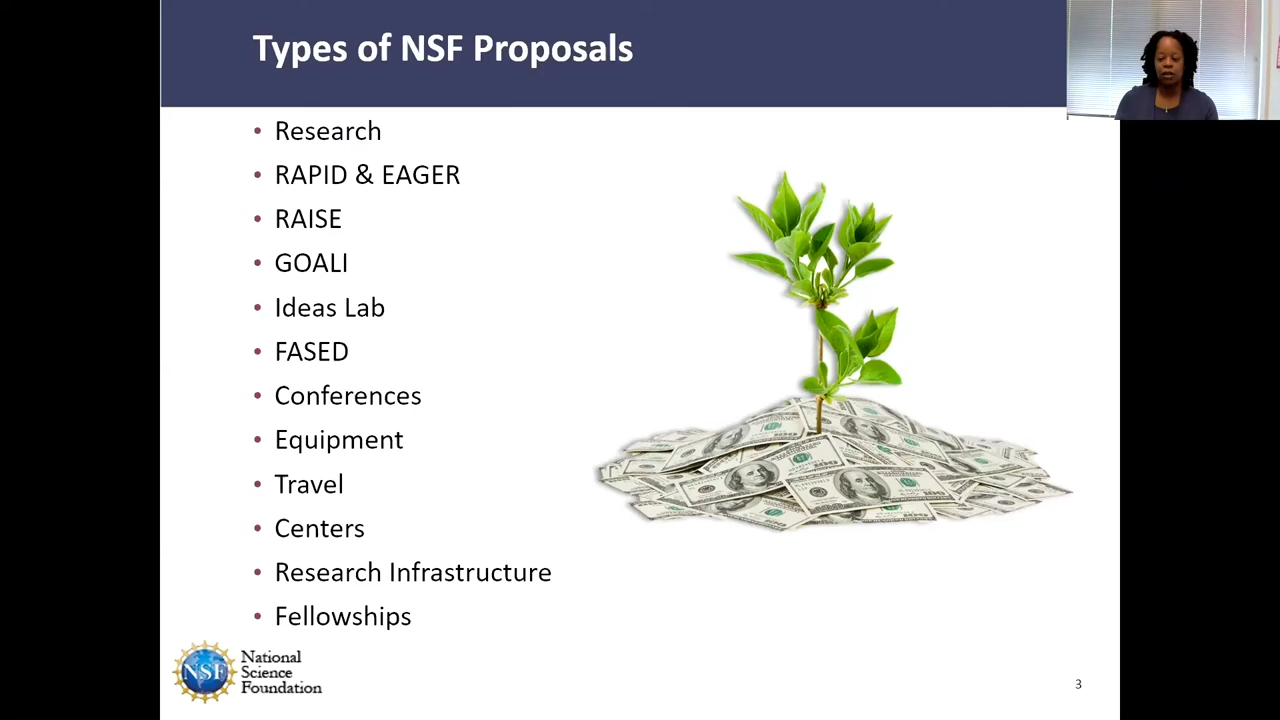 Types of NSF Proposals
• Research
• RAPID & EAGER
• RAISE
• GOALI
• Ideas Lab
• FASED
• Conferences
• Equipment
• Travel
• Centers
• Research Infrastructure
• Fellowships
NSF
National
Science
Foundation
3